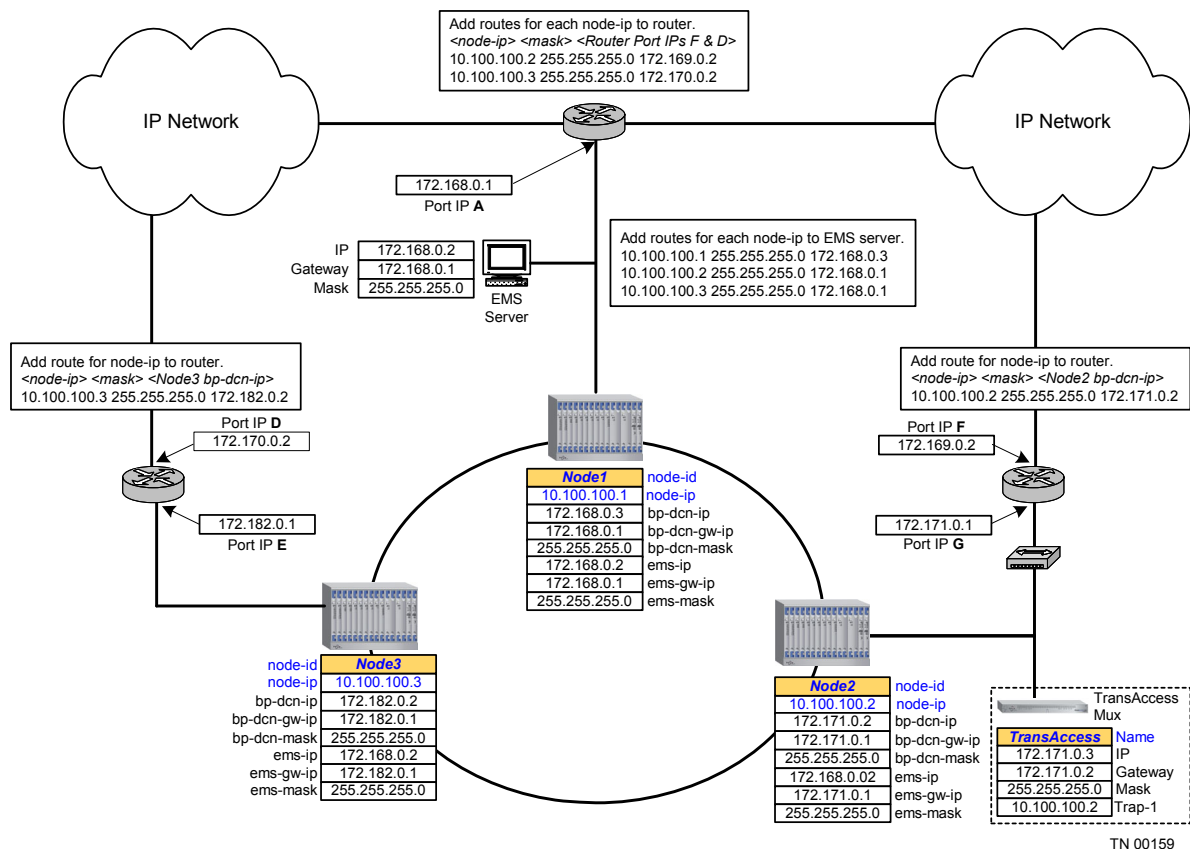 Add routes for each node-ip to router.
<node-ip> <mask> <Router Port IPs F & D>
10.100.100.2 255.255.255.0 172.169.0.2
10.100.100.3 255.255.255.0 172.170.0.2
IP Network
IP Network
172.168.0.1
Port IP A
IP 172.168.0.2
Gateway 172.168.0.1
Mask 255.255.255.0
EMS
Server
Add routes for each node-ip to EMS server.
10.100.100.1 255.255.255.0 172.168.0.3
10.100.100.2 255.255.255.0 172.168.0.1
10.100.100.3 255.255.255.0 172.168.0.1
Add route for node-ip to router.
<node-ip> <mask> <Node3 bp-dcn-ip>
10.100.100.3 255.255.255.0 172.182.0.2
Port IP D
172.170.0.2
172.182.0.1
Port IP E
Add route for node-ip to router.
<node-ip> <mask> <Node2 bp-dcn-ip>
10.100.100.2 255.255.255.0 172.171.0.2
Port IP F
172.169.0.2
172.171.0.1
Port IP G
Node1 node-id
10.100.100.1 node-ip
172.168.0.3 bp-dcn-ip
172.168.0.1 bp-dcn-gw-ip
255.255.255.0 bp-dcn-mask
172.168.0.2 ems-ip
172.168.0.1 ems-gw-ip
255.255.255.0 ems-mask
node-id Node3
node-ip 10.100.100.3
bp-dcn-ip 172.182.0.2
bp-dcn-gw-ip 172.182.0.1
bp-dcn-mask 255.255.255.0
ems-ip 172.168.0.2
ems-gw-ip 172.182.0.1
ems-mask 255.255.255.0
Node2 node-id
10.100.100.2 node-ip
172.171.0.2 bp-dcn-ip
172.171.0.1 bp-dcn-gw-ip
255.255.255.0 bp-dcn-mask
172.168.0.02 ems-ip
172.171.0.1 ems-gw-ip
255.255.255.0 ems-mask
TransAccess
Mux
TransAccess Name
172.171.0.3 IP
172.171.0.2 Gateway
255.255.255.0 Mask
10.100.100.2 Trap-1
TN 00159